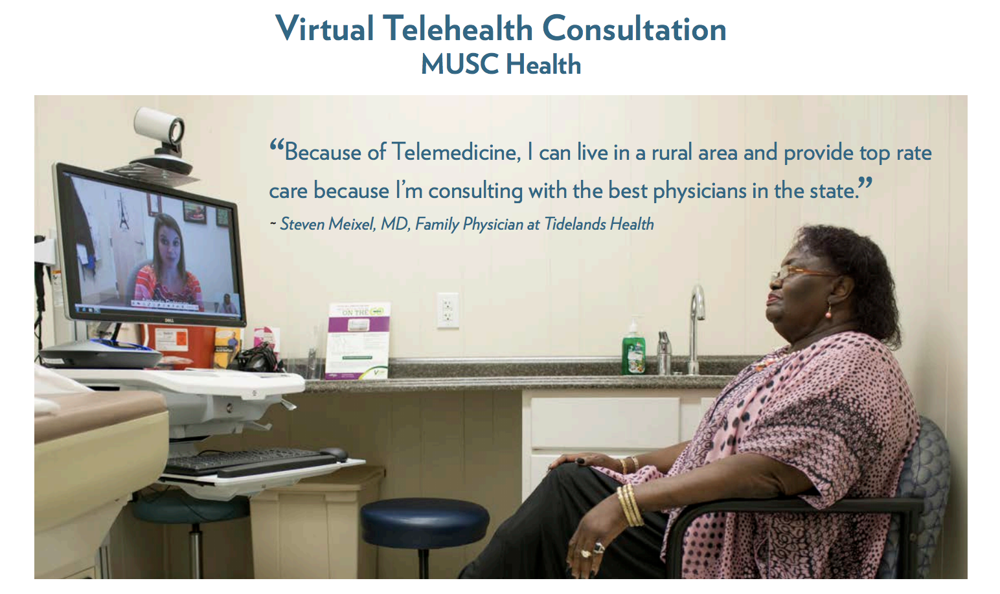 Virtual Telehealth Consultation
MUSC Health
“Because of Telemedicine, I can live in a rural area and provide top rate
care because I’m consulting with the best physicians in the state.”
~ Steven Meixel, MD, Family Physician at Tidelands Health
DELL
ON THE GO